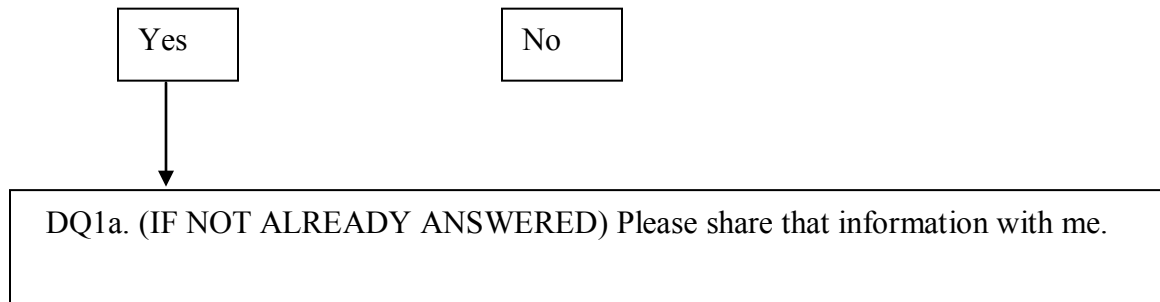 Yes
No
DQ1a. (IF NOT ALREADY ANSWERED) Please share that information with me.